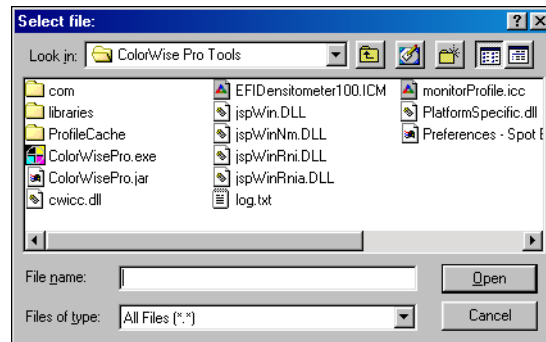 Select file:
Look in: ColorWise Pro Tools
com
libraries
ProfileCache
ColorWisePro.exe
ColorWisePro.jar
cwicc.dll
EFIDensitometer100.ICM
jspWin.DLL
jspWinNm.DLL
jspWinRni.DLL
jspWinRnia.DLL
log.txt
monitorProfile.icc
PlatformSpecific.dll
Preferences - Spot
File name:
Open
Files of type: All Files (*.*)
Cancel